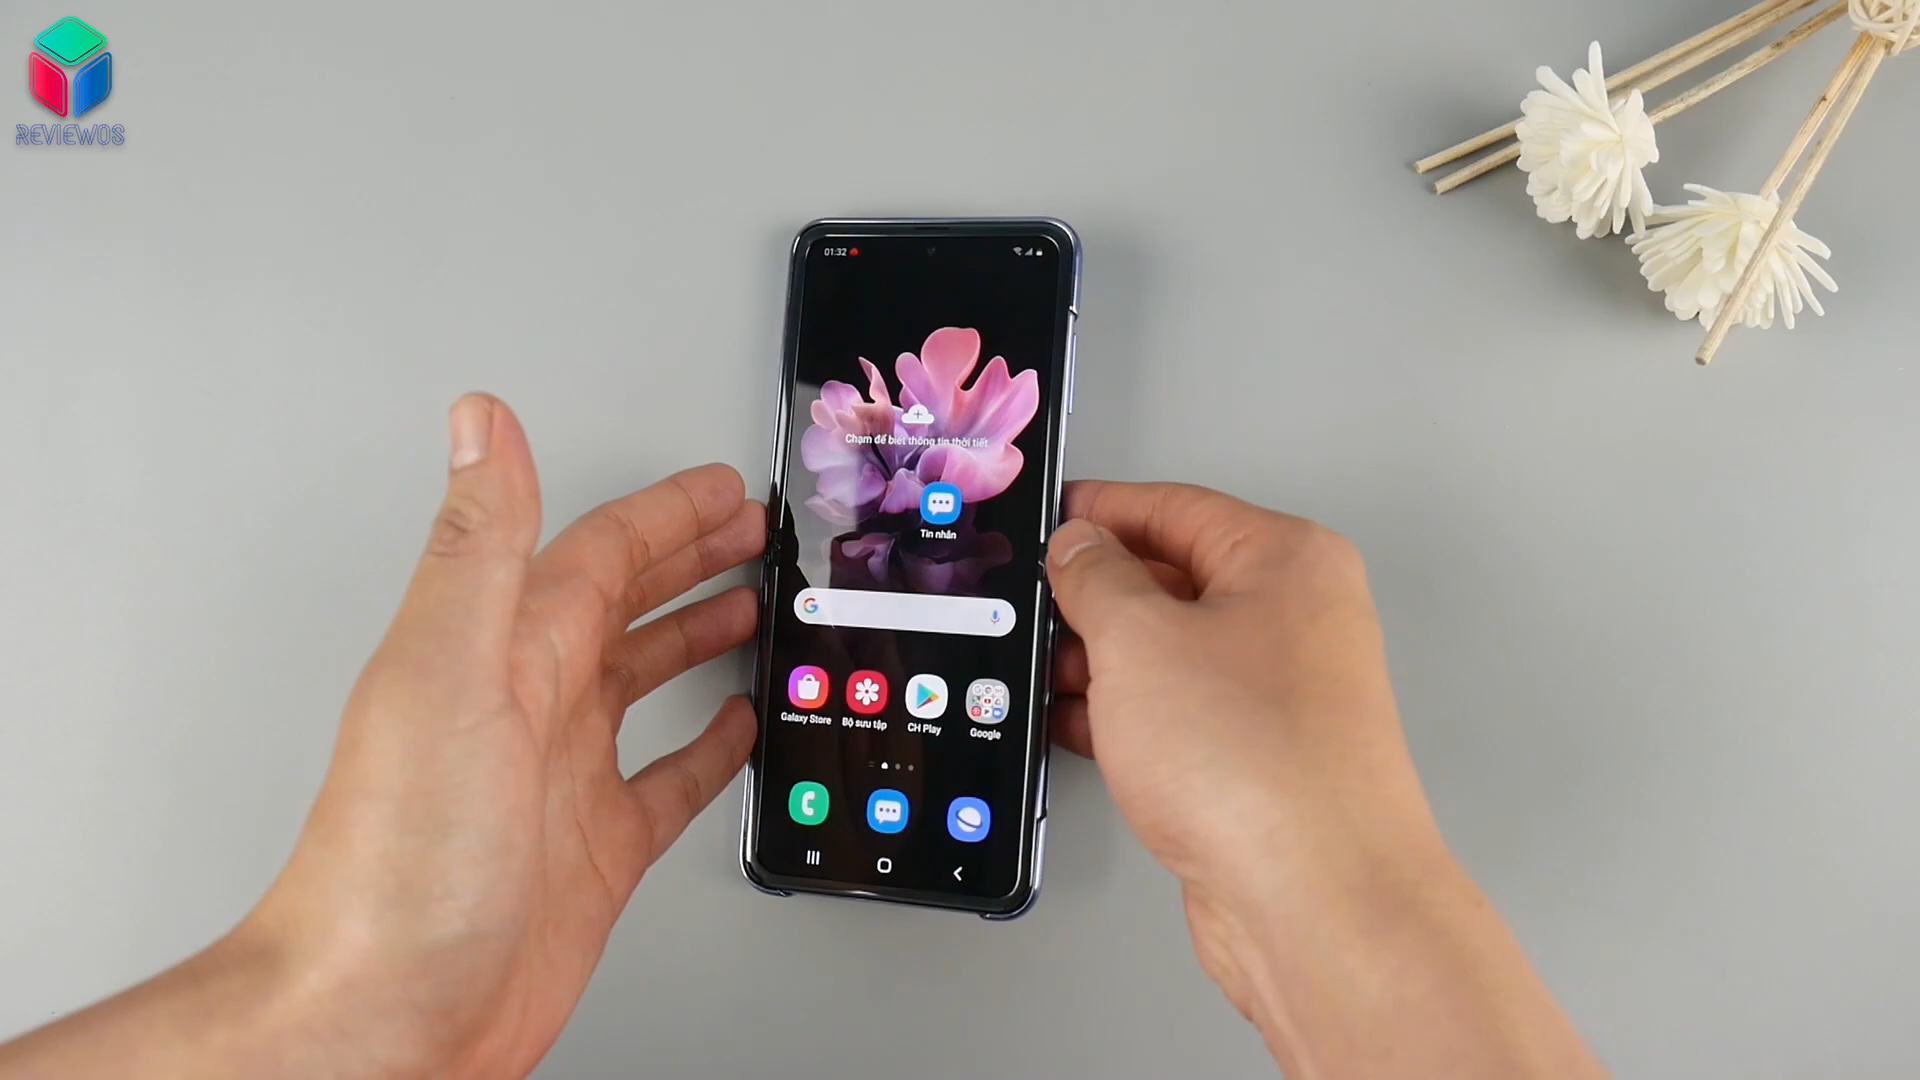 REVIEWOS
01:32
Chạm để biết thông tin thời tiết
Tin nhắn
Galaxy Store
Bộ sưu tập
CH Play
Google